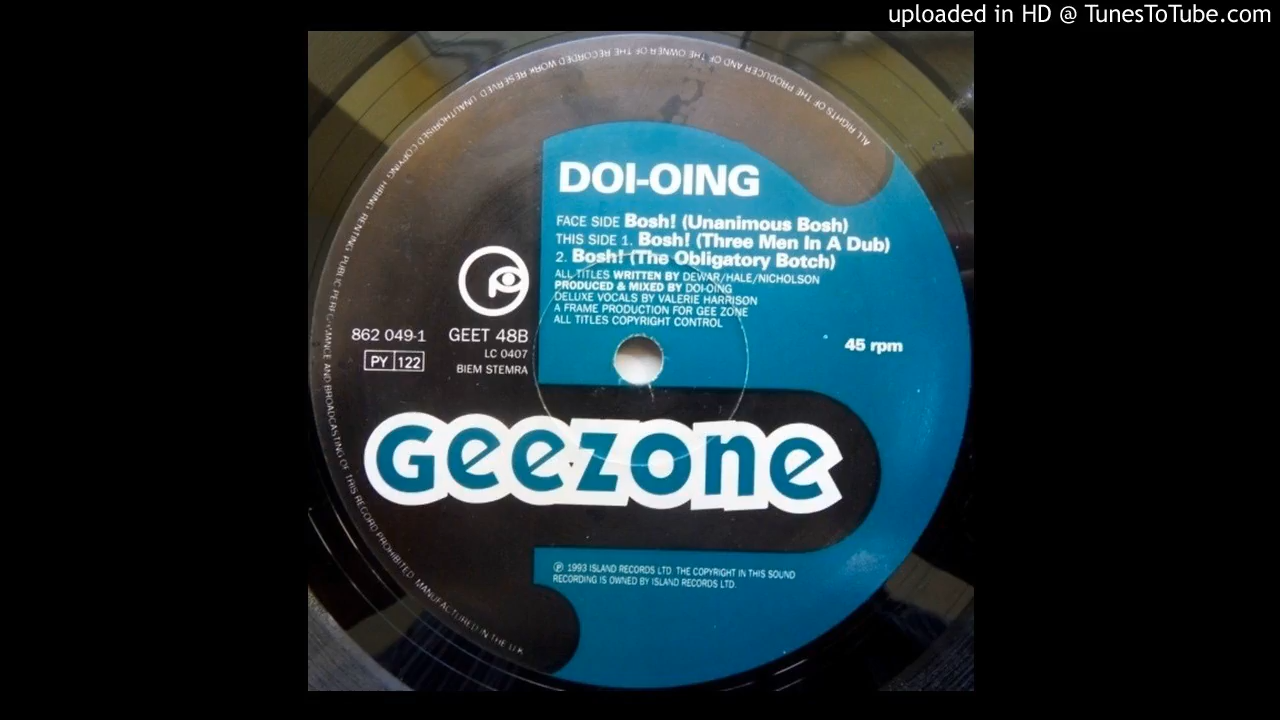 uploaded in HD @ TunesToTube.com
ALL RIGHTS OF THE PRODUCER AND OF THE OWNER OF THE RECORDED WORK RESERVED. UNAUTHORISED COPYING HIRING RENTING PUBLIC PERFORMANCE AND BROADCASTING OF THIS RECORD PROHIBITED. MANUFACTURED IN THE U.K.
DOI-OING
FACE SIDE Bosh! (Unanimous Bosh)
THIS SIDE 1. Bosh! (Three Men In A Dub)
2. Bosh! (The Obligatory Botch)
ALL TITLES WRITTEN BY DEWAR/HALE/NICHOLSON
PRODUCED & MIXED BY DOI-OING
DELUXE VOCALS BY VALERIE HARRISON
A FRAME PRODUCTION FOR GEE ZONE
ALL TITLES COPYRIGHT CONTROL
862 049-1 GEET 48B
LC 0407
PY 122
BIEM STEMRA
45 rpm
Geezone
℗ 1993 ISLAND RECORDS LTD. THE COPYRIGHT IN THIS SOUND
RECORDING IS OWNED BY ISLAND RECORDS LTD.